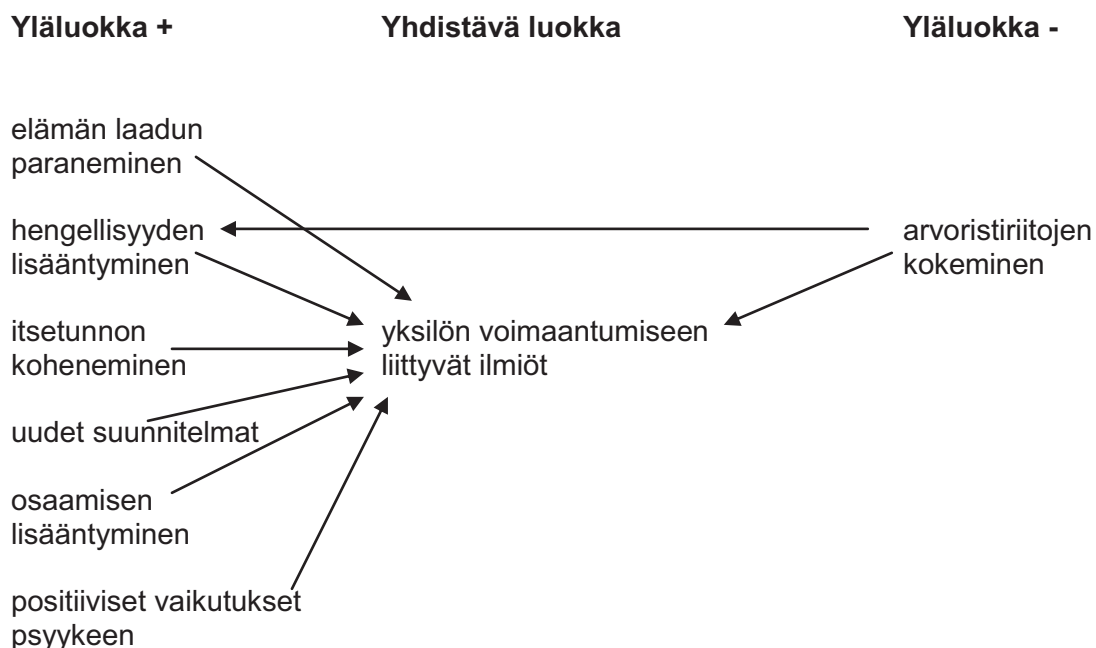 Yläluokka + Yhdistävä luokka Yläluokka -
elämän laadun
paraneminen
hengellisyyden
lisääntyminen
arvoristiriitojen
kokeminen
itsetunnon
koheneminen
yksilön voimaantumiseen
liittyvät ilmiöt
uudet suunnitelmat
osaamisen
lisääntyminen
positiiviset vaikutukset
psyykeen